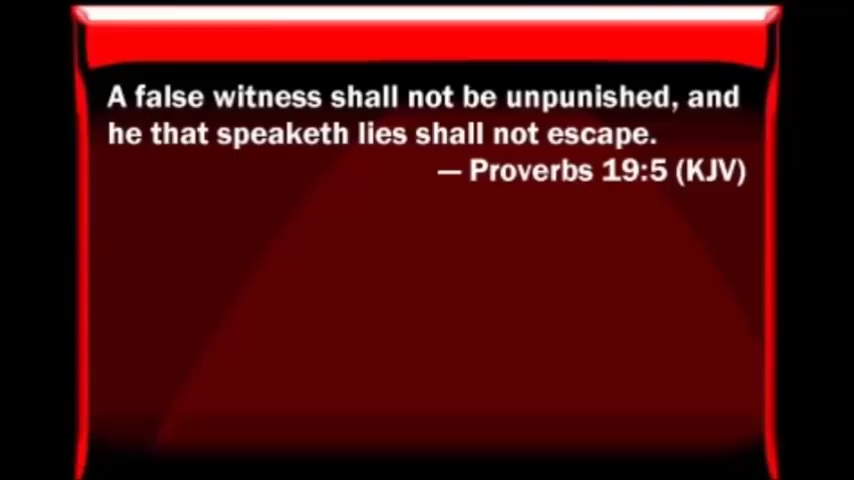 A false witness shall not be unpunished, and
he that speaketh lies shall not escape.
— Proverbs 19:5 (KJV)